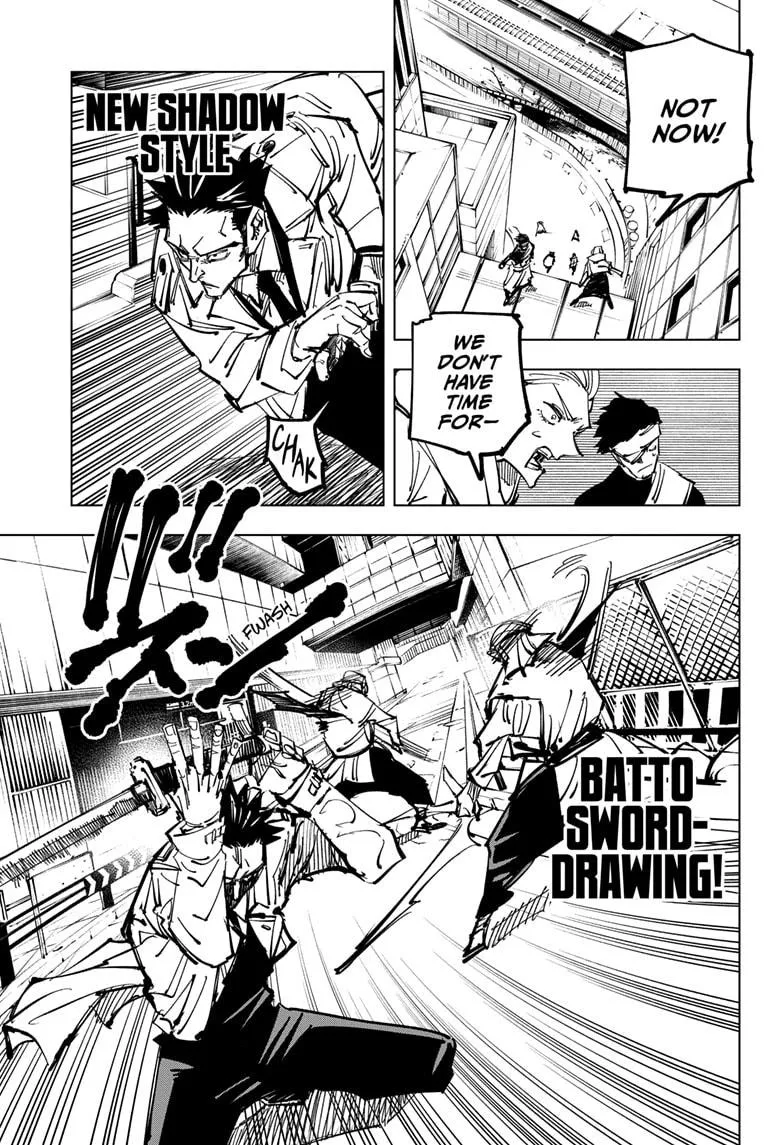 NOT
NOW!
WE
DON'T
HAVE
TIME
FOR—
NEW SHADOW
STYLE
CHAK
FWASH
BATTO
SWORD-
DRAWING!